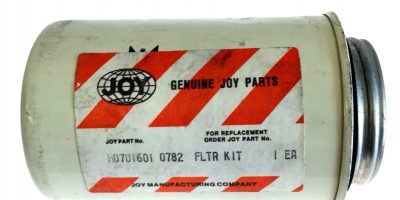 JOY
GENUINE JOY PARTS
JOY PART No.
FOR REPLACEMENT
ORDER JOY PART No.
H0701601 0782 FLTR KIT 1 EA
JOY MANUFACTURING COMPANY